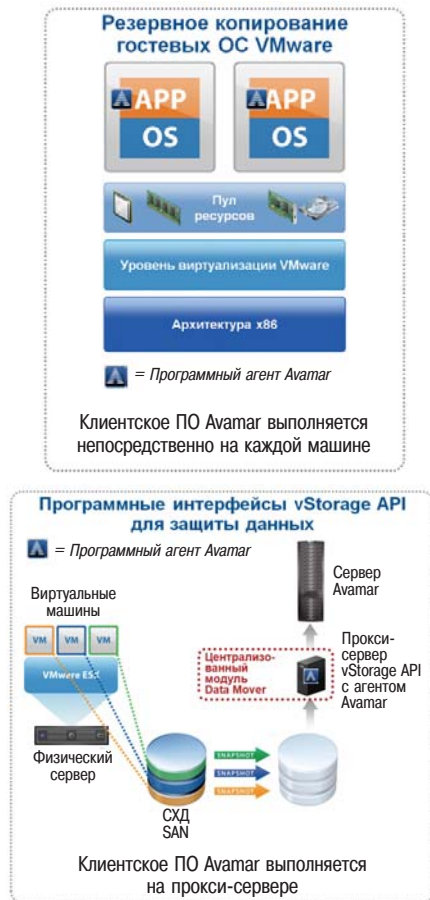 Резервное копирование
гостевых ОС VMware
APP
OS
APP
OS
Пул
ресурсов
Уровень виртуализации VMware
Архитектура x86
= Программный агент Avamar
Клиентское ПО Avamar выполняется
непосредственно на каждой машине
Программные интерфейсы vStorage API
для защиты данных
= Программный агент Avamar
Виртуальные
машины
VM
VM
VM
VMware ESX
Физический
сервер
СХД
SAN
SNAPSHOT
SNAPSHOT
SNAPSHOT
Централизо-
ванный
модуль
Data Mover
Сервер
Avamar
Прокси-
сервер
vStorage API
с агентом
Avamar
Клиентское ПО Avamar выполняется
на прокси-сервере